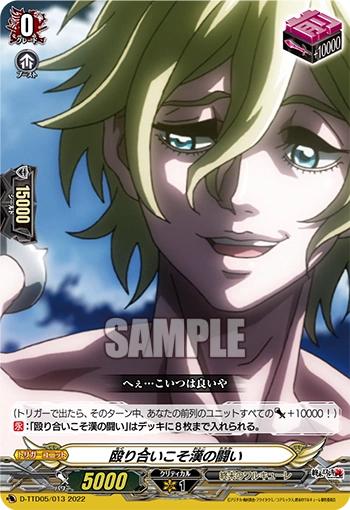 0
グレード
ブースト
前
+10000
15000
シールド
SAMPLE
へぇ…こいつは良いや
(トリガーで出たら、そのターン中、あなたの前列のユニットすべての+10000!)
永:「殴り合いこそ漢の闘い」はデッキに8枚まで入れられる。
トリガーユニット
殴り合いこそ漢の闘い
パワー
5000
クリティカル
1
終末のワルキューレ
D-TTD05/013 2022